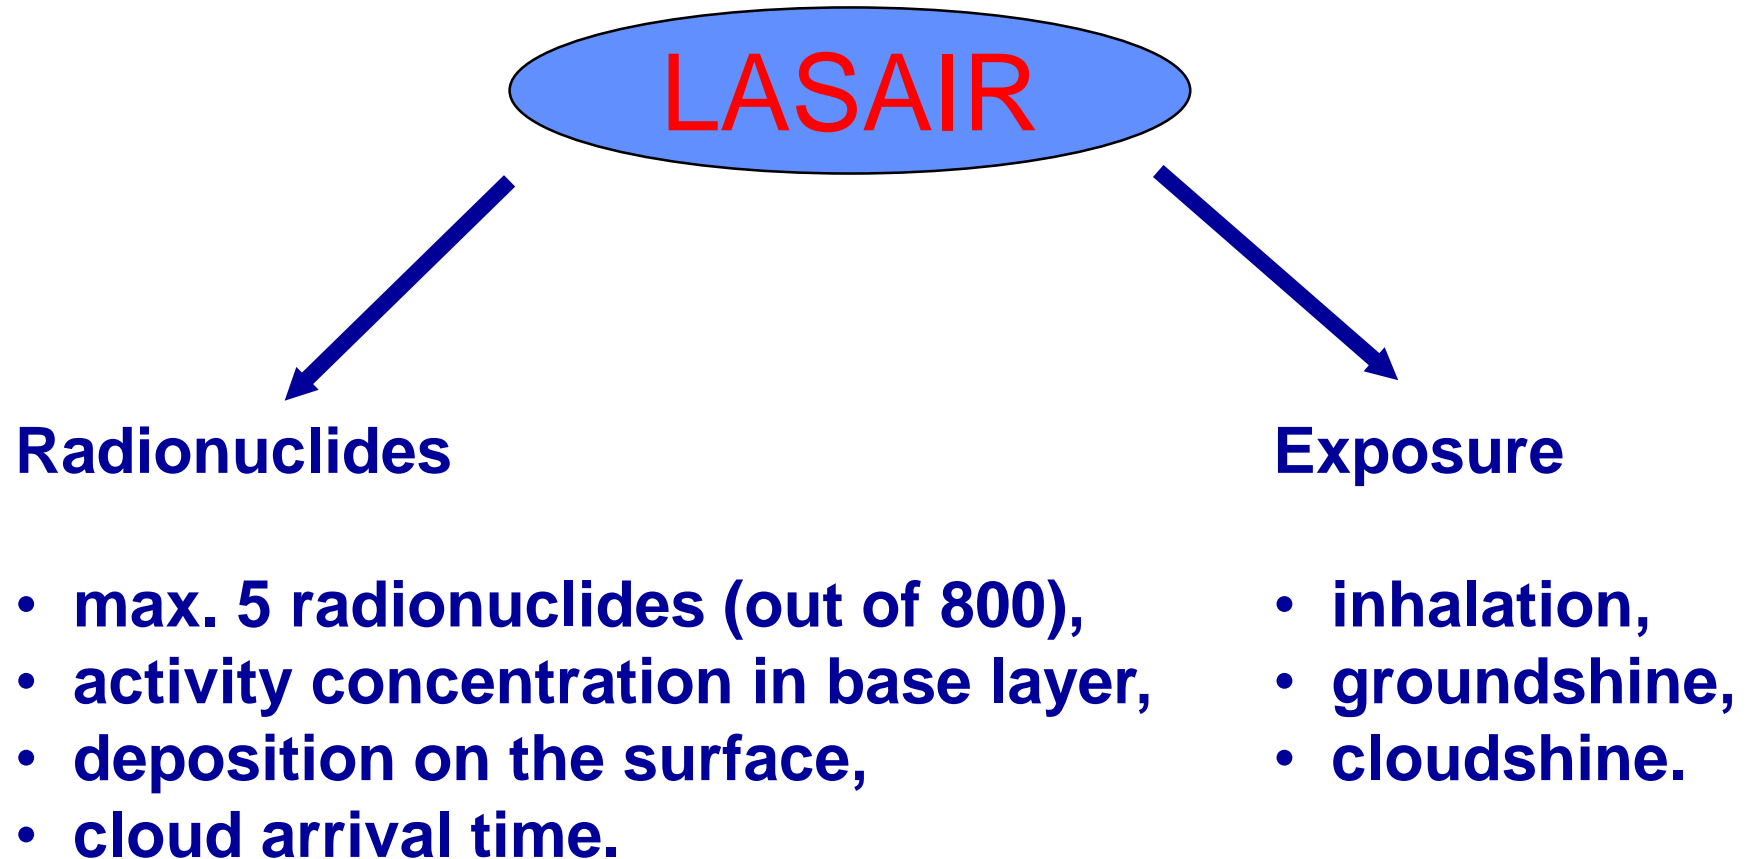 LASAIR
Radionuclides
• max. 5 radionuclides (out of 800),
• activity concentration in base layer,
• deposition on the surface,
• cloud arrival time.
Exposure
• inhalation,
• groundshine,
• cloudshine.